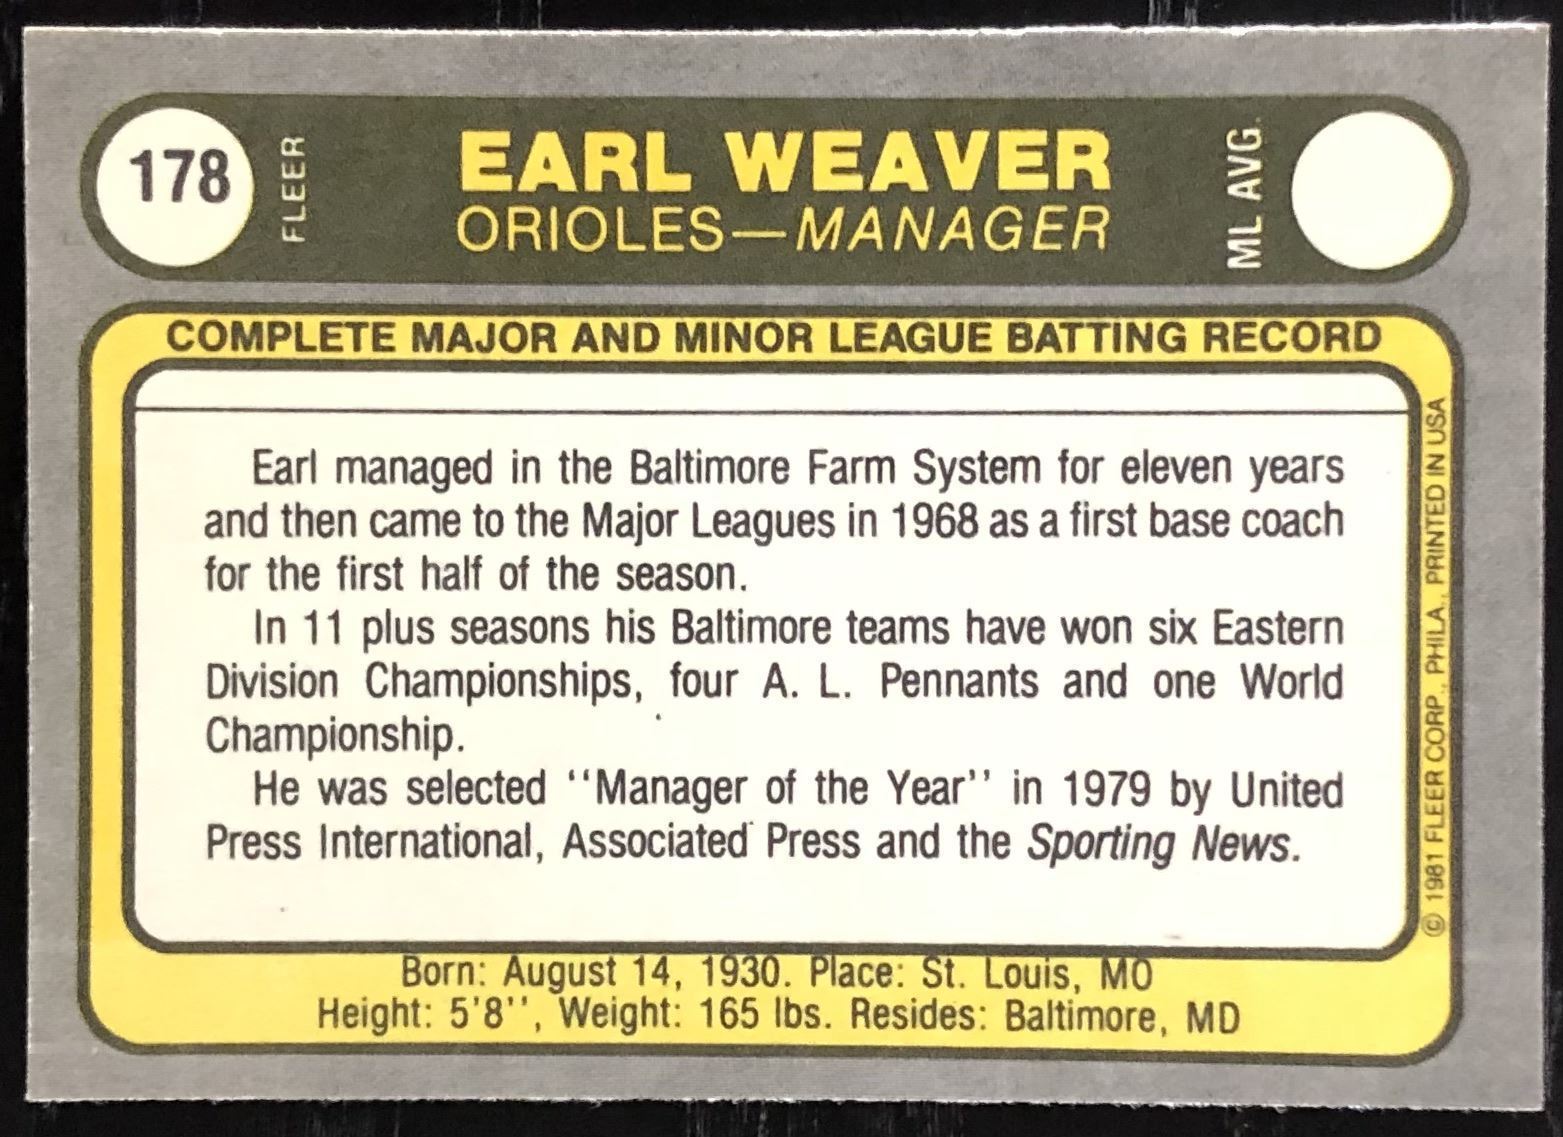 178
FLEER
EARL WEAVER
ORIOLES—MANAGER
ML AVG.
COMPLETE MAJOR AND MINOR LEAGUE BATTING RECORD
Earl managed in the Baltimore Farm System for eleven years
and then came to the Major Leagues in 1968 as a first base coach
for the first half of the season.
In 11 plus seasons his Baltimore teams have won six Eastern
Division Championships, four A. L. Pennants and one World
Championship.
He was selected ‘‘Manager of the Year’’ in 1979 by United
Press International, Associated Press and the Sporting News.
Born: August 14, 1930. Place: St. Louis, MO
Height: 5'8'', Weight: 165 lbs. Resides: Baltimore, MD
© 1981 FLEER CORP., PHILA., PRINTED IN USA